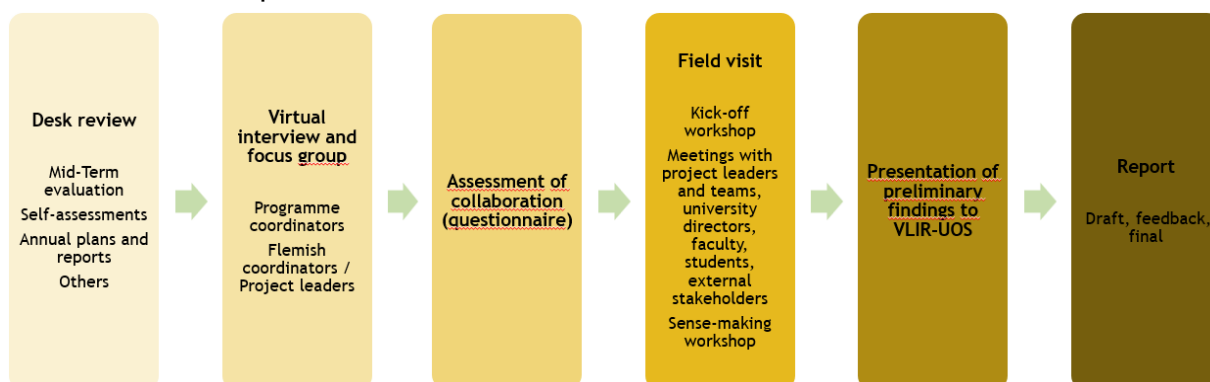 Desk review
Mid-Term
evaluation
Self-assessments
Annual plans and
reports
Others
Virtual
interview and
focus group
Programme
coordinators
Flemish
coordinators /
Project leaders
Assessment of
collaboration
(questionnaire)
Field visit
Kick-off
workshop
Meetings with
project leaders
and teams,
university
directors,
faculty,
students,
external
stakeholders
Sense-making
workshop
Presentation of
preliminary
findings to
VLIR-UOS
Report
Draft, feedback,
final